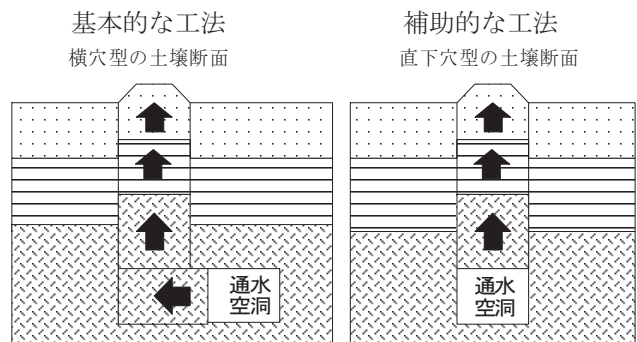 基本的な工法
横穴型の土壌断面
通水
空洞
補助的な工法
直下穴型の土壌断面
通水
空洞